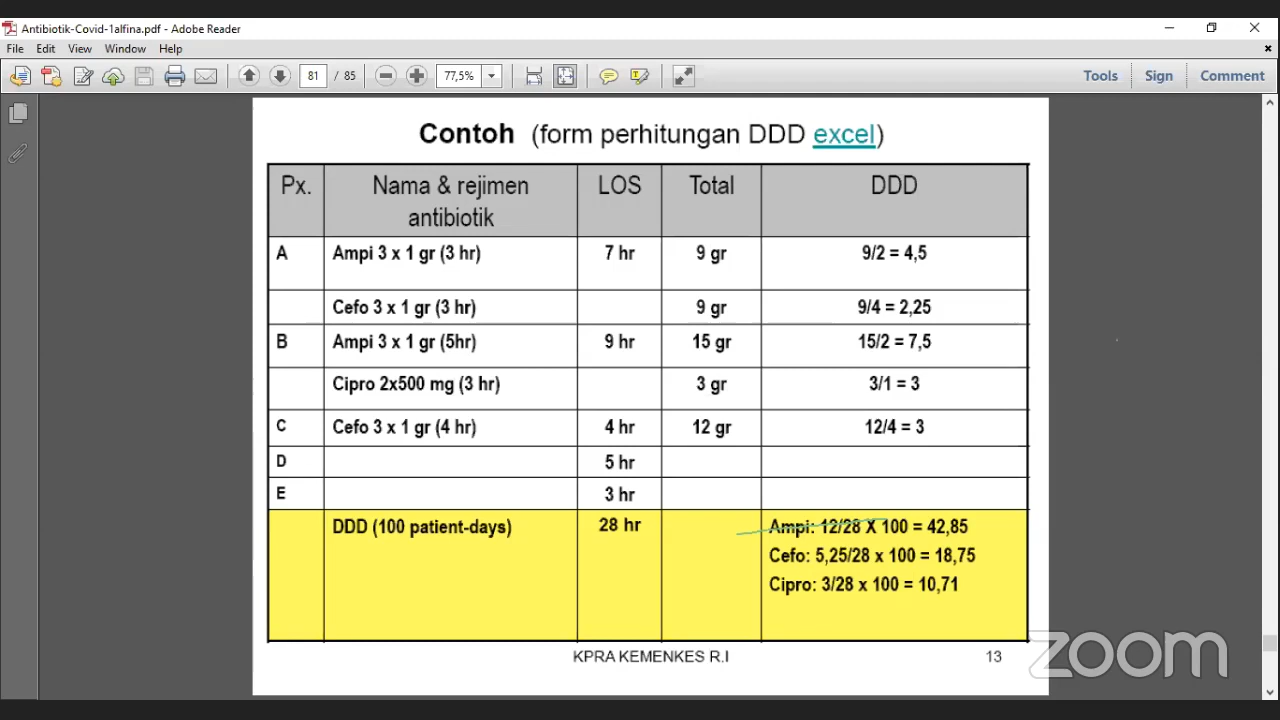 Antibiotik-Covid-1alfina.pdf - Adobe Reader
File Edit View Window Help
81 / 85 77,5% Tools Sign Comment
Contoh (form perhitungan DDD excel)
Px. Nama & rejimen antibiotik LOS Total DDD
A Ampi 3 x 1 gr (3 hr) 7 hr 9 gr 9/2 = 4,5
Cefo 3 x 1 gr (3 hr) 9 gr 9/4 = 2,25
B Ampi 3 x 1 gr (5hr) 9 hr 15 gr 15/2 = 7,5
Cipro 2x500 mg (3 hr) 3 gr 3/1 = 3
C Cefo 3 x 1 gr (4 hr) 4 hr 12 gr 12/4 = 3
D 5 hr
E 3 hr
DDD (100 patient-days) 28 hr Ampi: 12/28 X 100 = 42,85
Cefo: 5,25/28 x 100 = 18,75
Cipro: 3/28 x 100 = 10,71
KPRA KEMENKES R.I 13
zoom